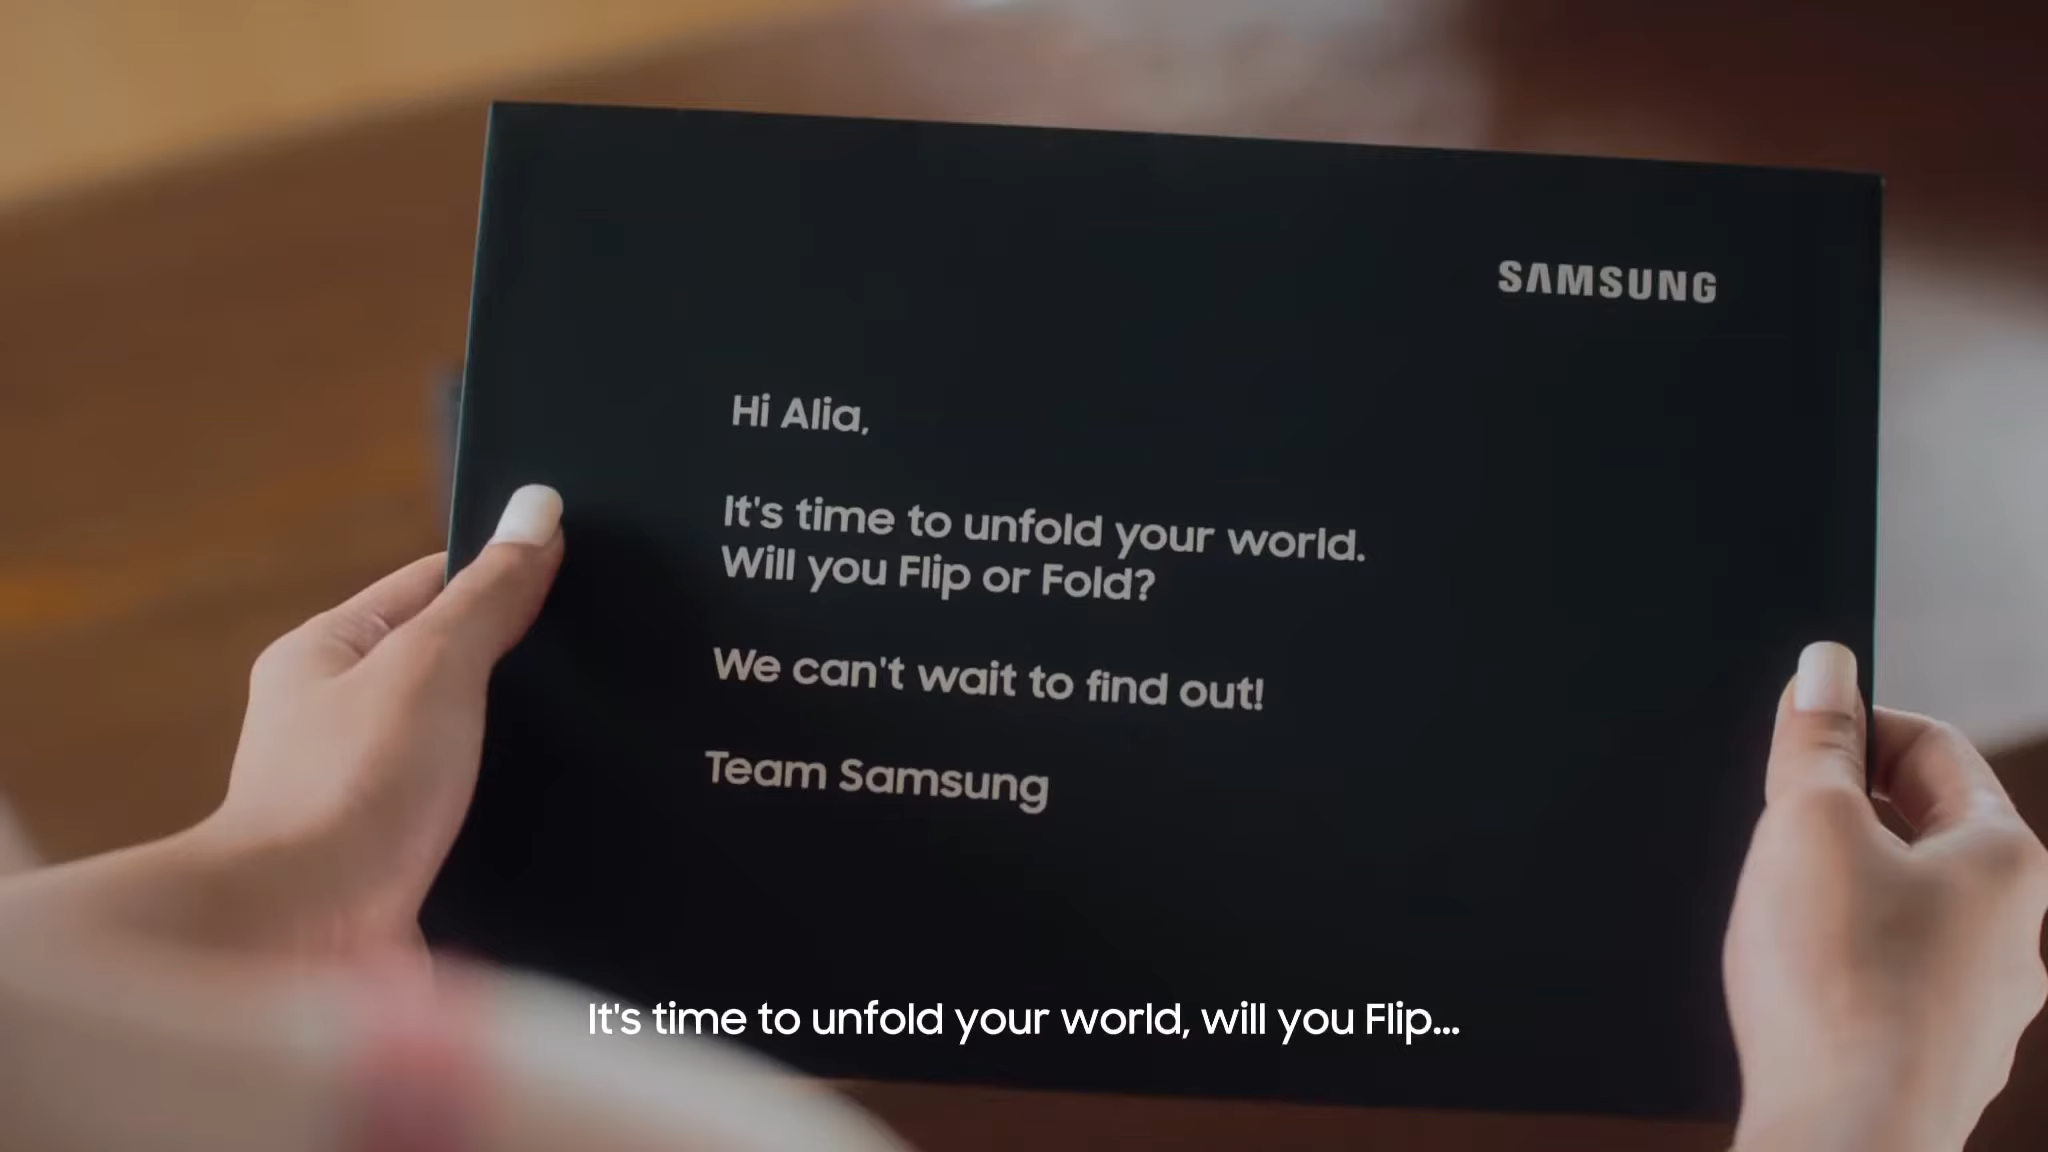 SAMSUNG
Hi Alia,
It's time to unfold your world.
Will you Flip or Fold?
We can't wait to find out!
Team Samsung
It's time to unfold your world, will you Flip...